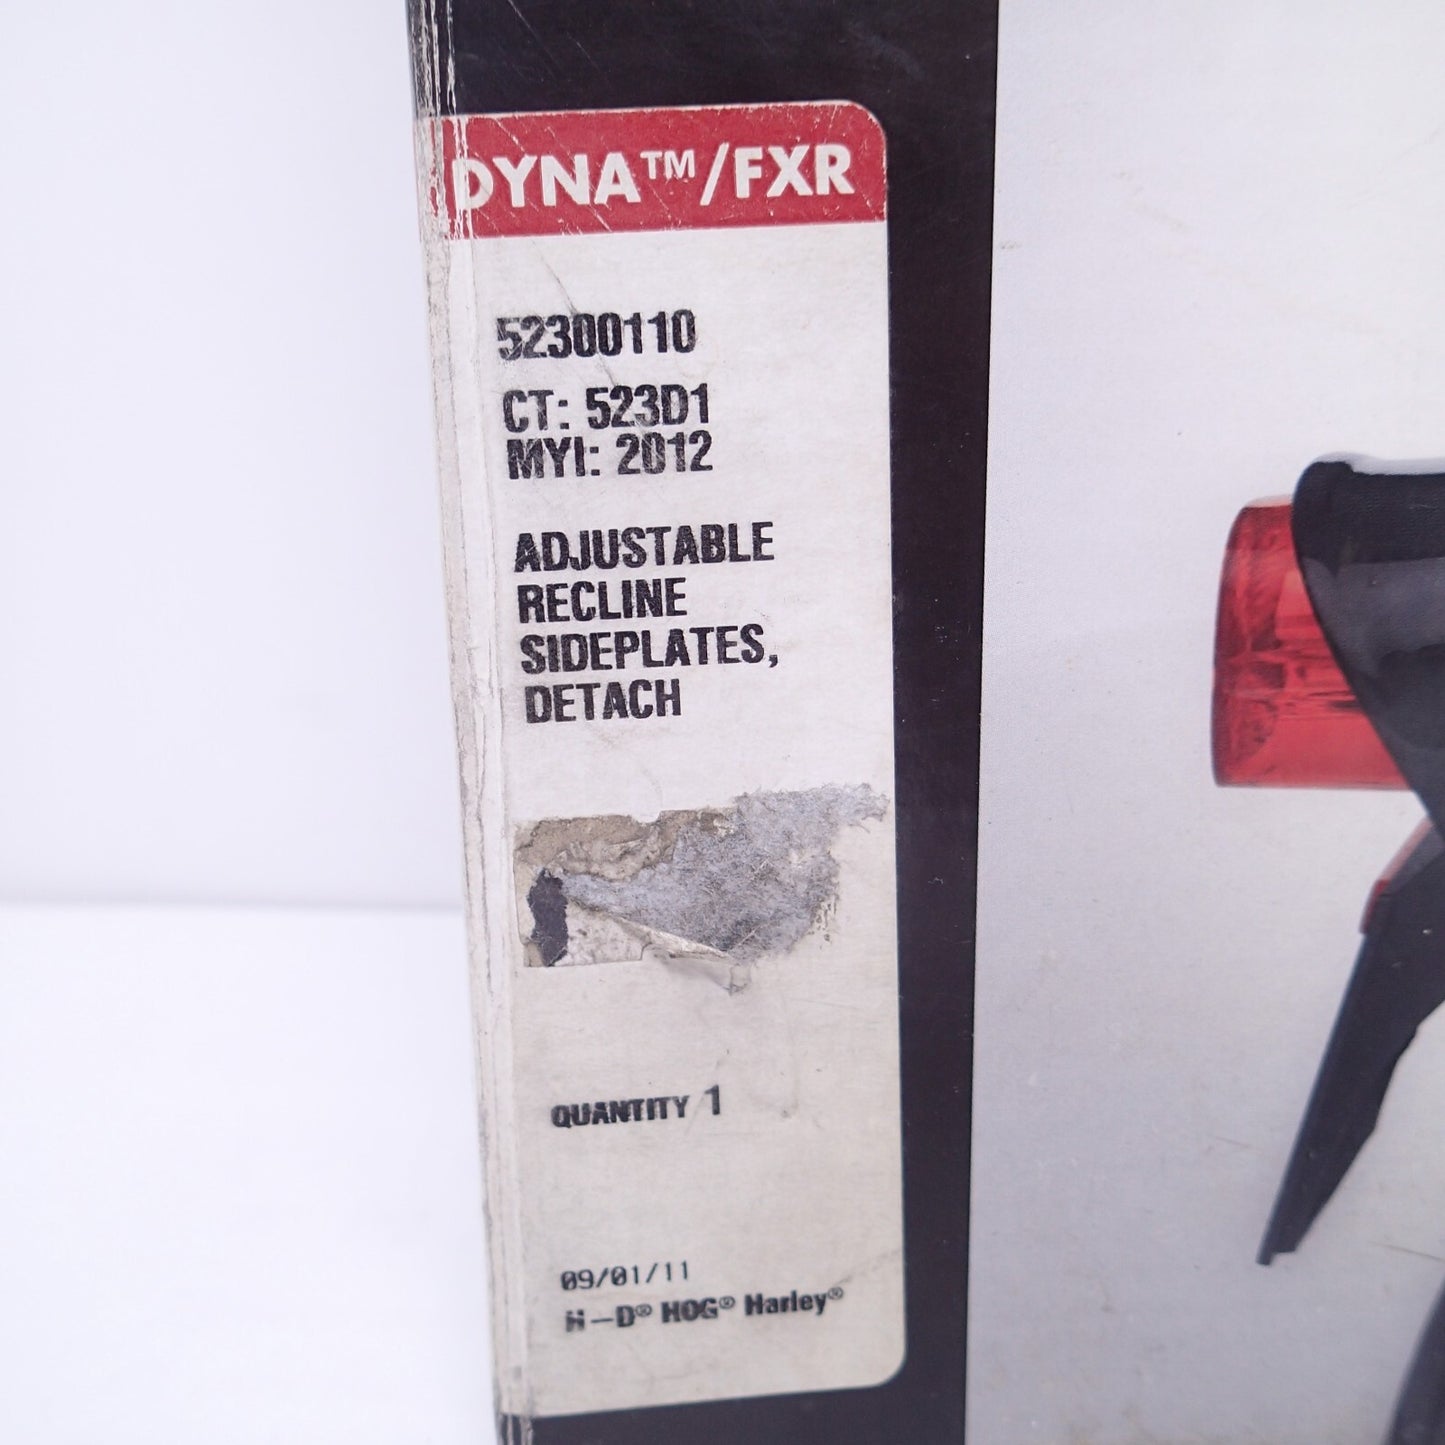 DYNA™/FXR
52300110
CT: 523D1
MYI: 2012
ADJUSTABLE
RECLINE
SIDEPLATES,
DETACH
QUANTITY 1
09/01/11
H-D® HOG® Harley®